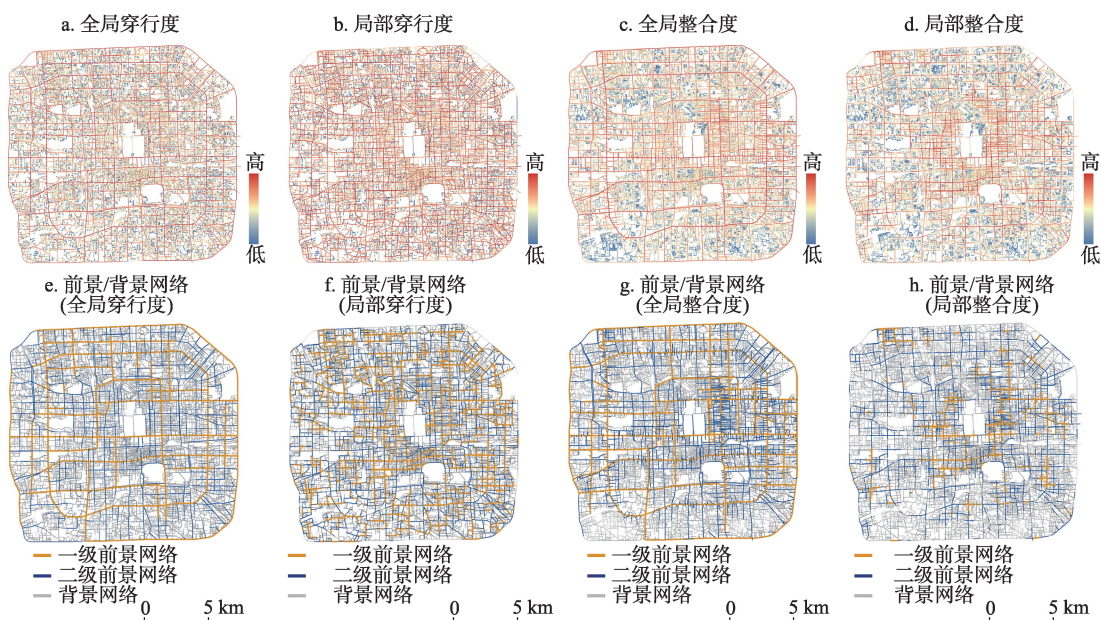 a. 全局穿行度
b. 局部穿行度
c. 全局整合度
d. 局部整合度
高
低
高
低
高
低
e. 前景/背景网络
(全局穿行度)
f. 前景/背景网络
(局部穿行度)
g. 前景/背景网络
(全局整合度)
h. 前景/背景网络
(局部整合度)
一级前景网络
二级前景网络
背景网络
0 5 km
一级前景网络
二级前景网络
背景网络
0 5 km
一级前景网络
二级前景网络
背景网络
0 5 km
一级前景网络
二级前景网络
背景网络
0 5 km